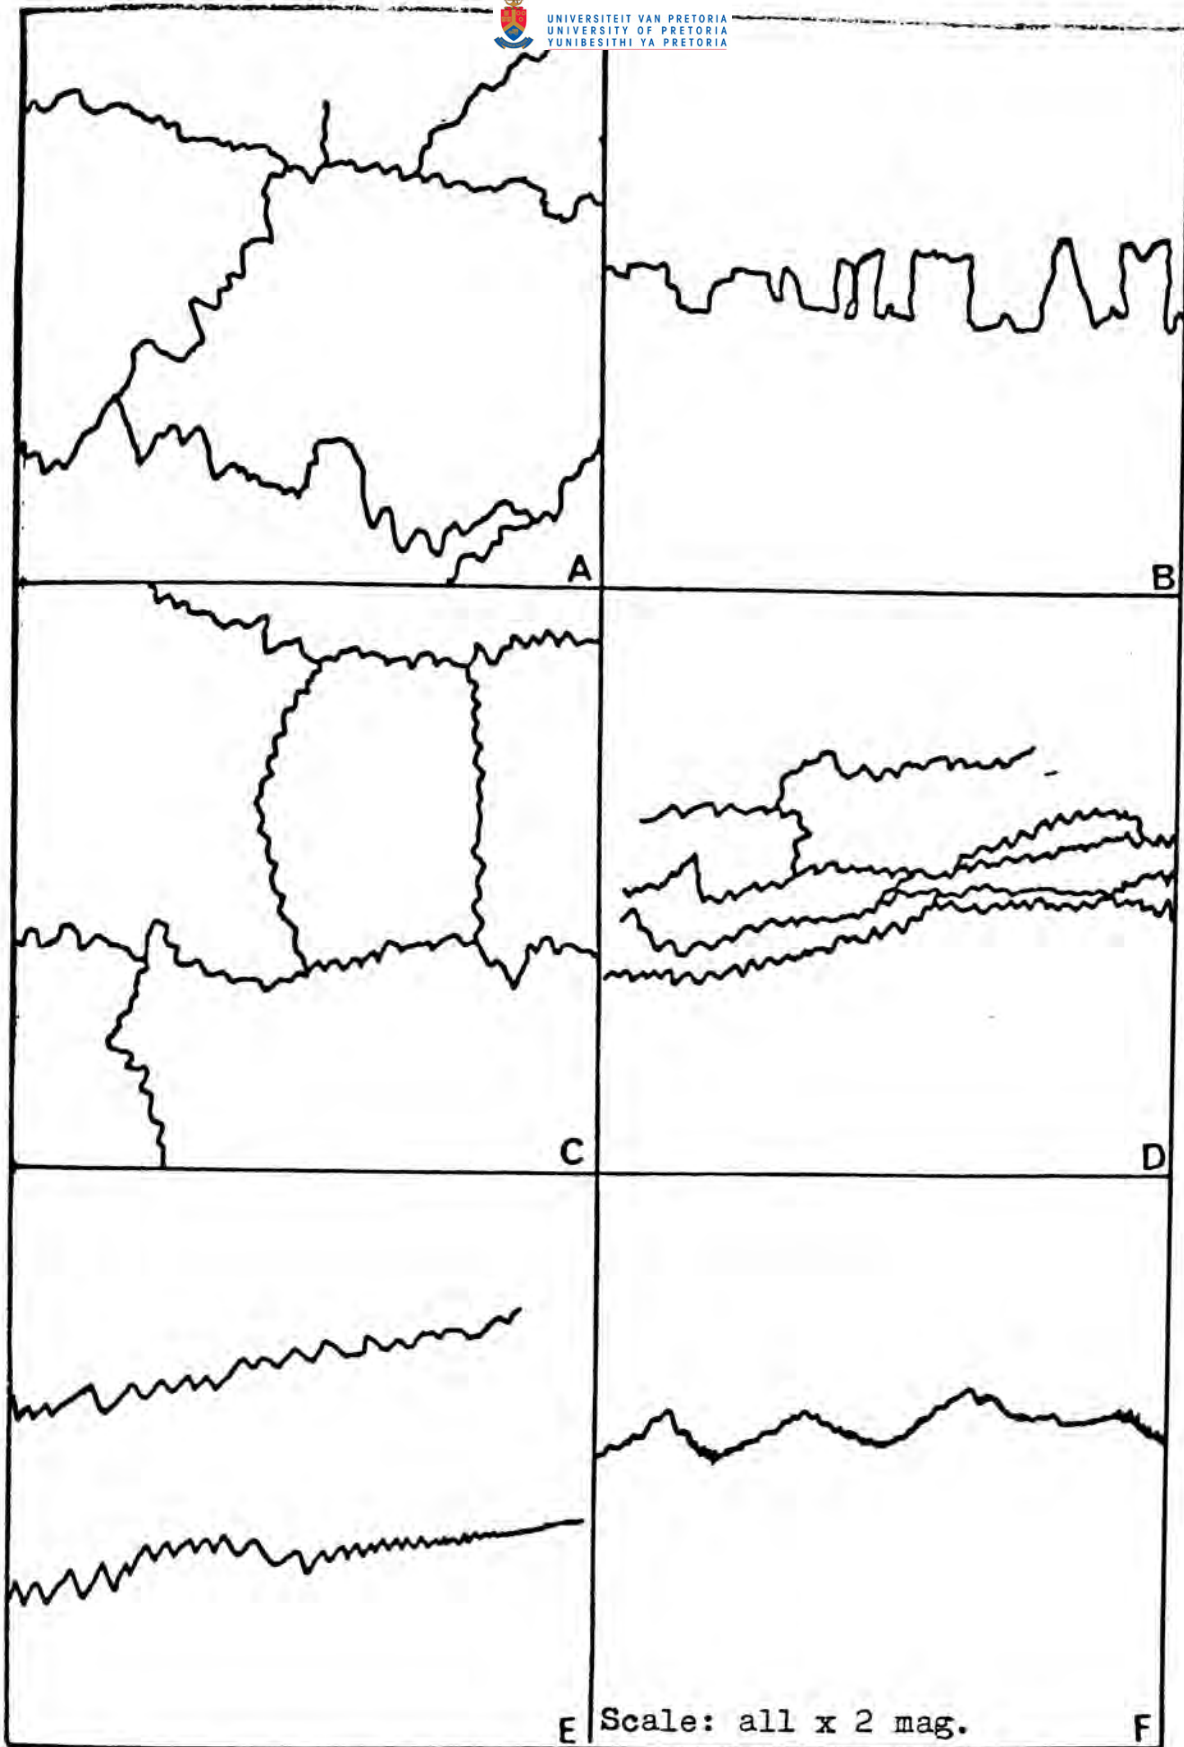 UNIVERSITEIT VAN PRETORIA
UNIVERSITY OF PRETORIA
YUNIBESITHI YA PRETORIA
A
B
C
D
E
Scale: all x 2 mag.
F